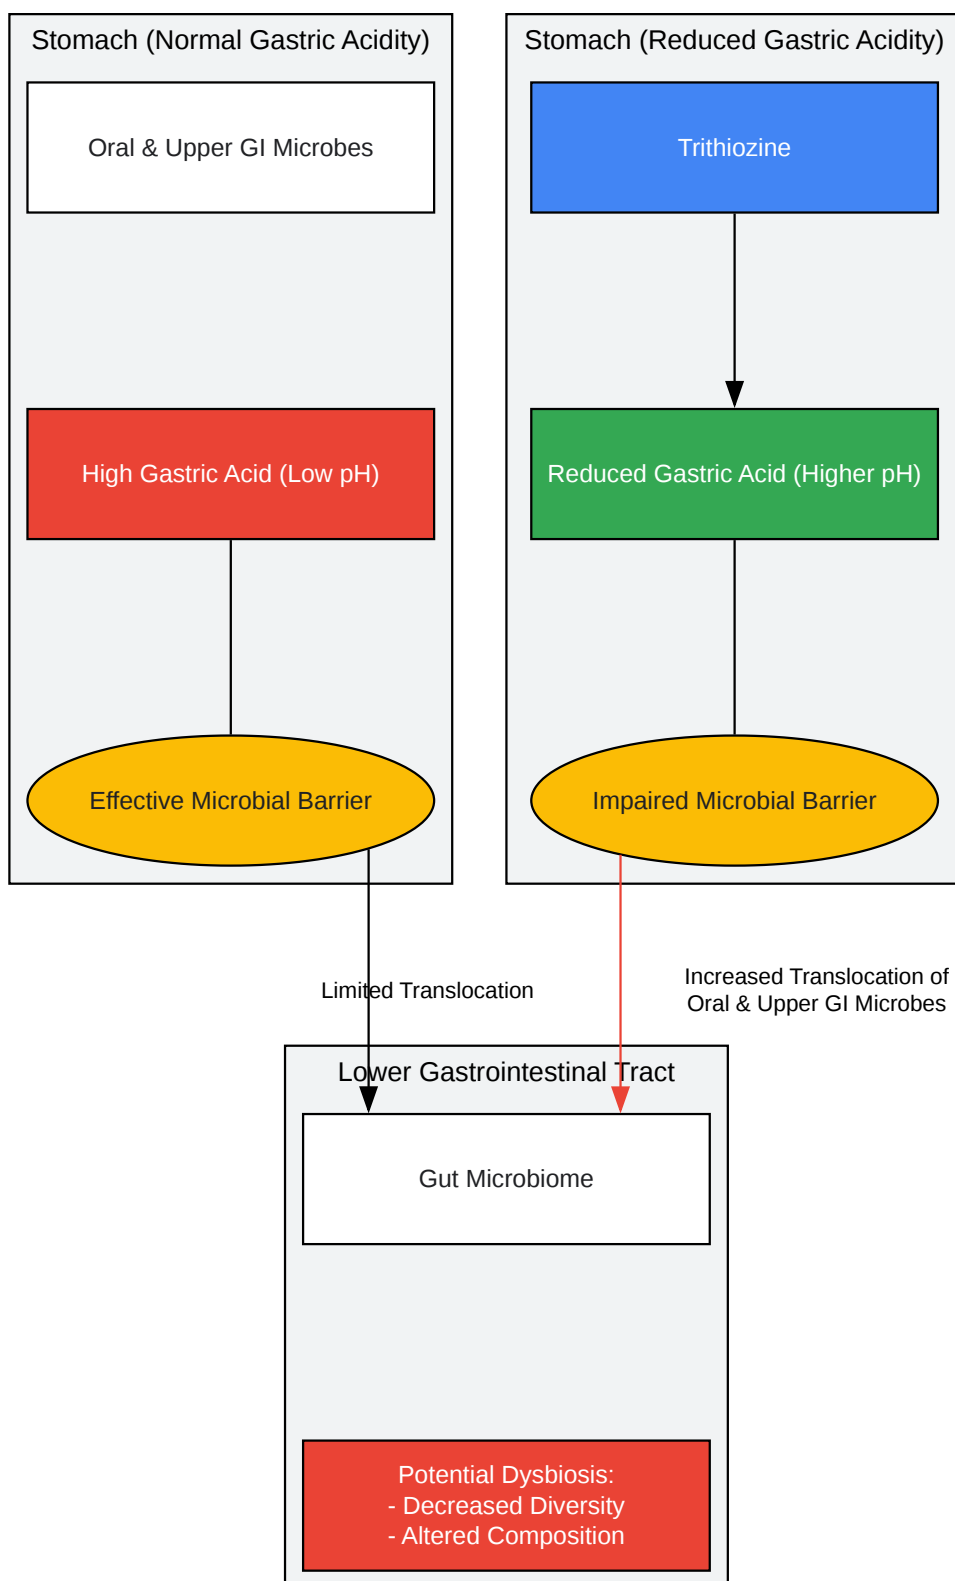 Stomach (Normal Gastric Acidity)
Oral & Upper GI Microbes
High Gastric Acid (Low pH)
Effective Microbial Barrier
Stomach (Reduced Gastric Acidity)
Trithiozine
Reduced Gastric Acid (Higher pH)
Impaired Microbial Barrier
Limited Translocation
Increased Translocation of
Oral & Upper GI Microbes
Lower Gastrointestinal Tract
Gut Microbiome
Potential Dysbiosis:
- Decreased Diversity
- Altered Composition